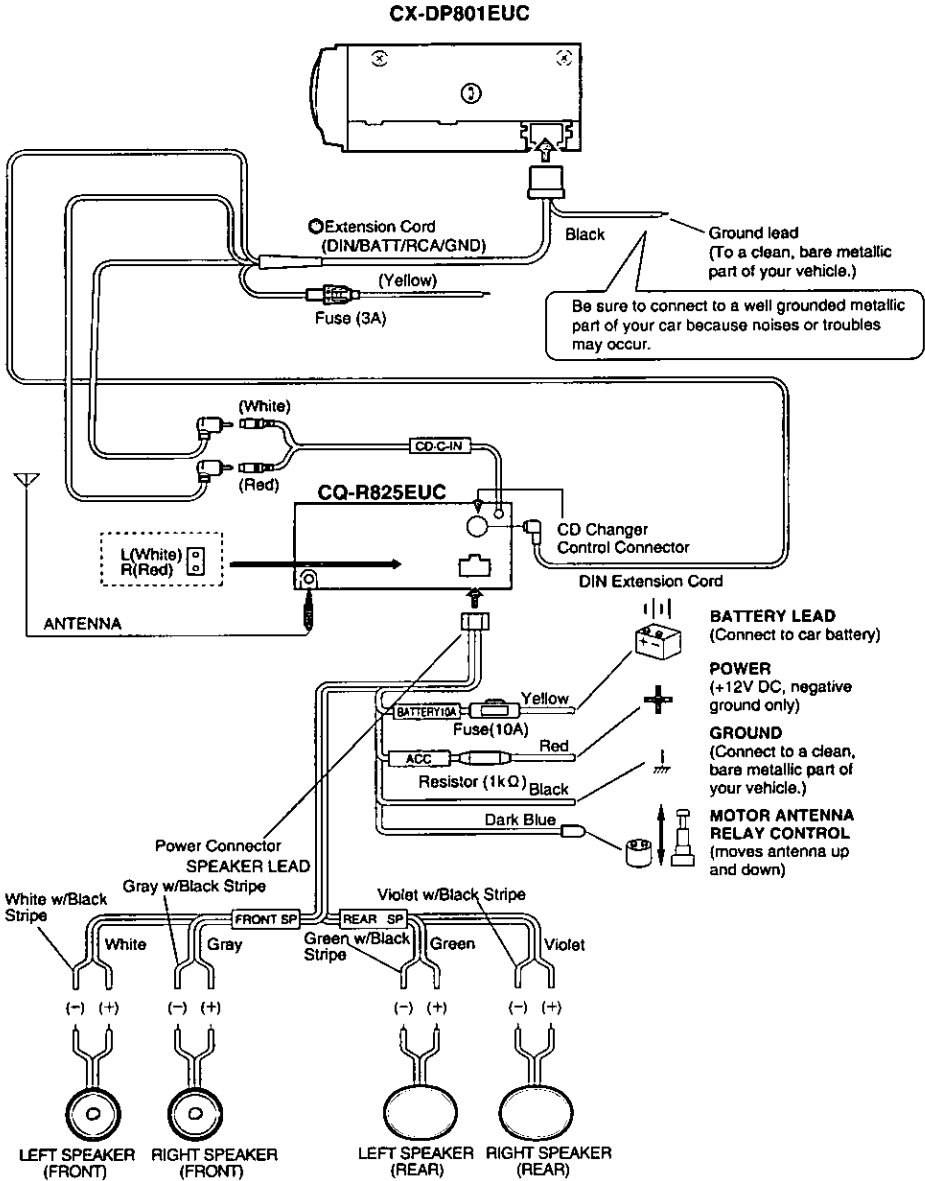 CX-DP801EUC
Extension Cord
(DIN/BATT/RCA/GND)
Black
Ground lead
(To a clean, bare metallic
part of your vehicle.)
(Yellow)
Fuse (3A)
Be sure to connect to a well grounded metallic
part of your car because noises or troubles
may occur.
(White)
CD·C-IN
(Red)
CQ-R825EUC
CD Changer
Control Connector
L(White)
R(Red)
DIN Extension Cord
ANTENNA
BATTERY LEAD
(Connect to car battery)
+ -
POWER
(+12V DC, negative
ground only)
Yellow
BATTERY10A
Fuse(10A)
GROUND
(Connect to a clean,
bare metallic part of
your vehicle.)
Red
ACC
Resistor (1kΩ)
Black
Dark Blue
MOTOR ANTENNA
RELAY CONTROL
(moves antenna up
and down)
Power Connector
SPEAKER LEAD
Gray w/Black Stripe
Violet w/Black Stripe
White w/Black
Stripe
FRONT SP
REAR SP
White
Gray
Green w/Black
Stripe
Green
Violet
(−) (+)
(−) (+)
(−) (+)
(−) (+)
LEFT SPEAKER
(FRONT)
RIGHT SPEAKER
(FRONT)
LEFT SPEAKER
(REAR)
RIGHT SPEAKER
(REAR)